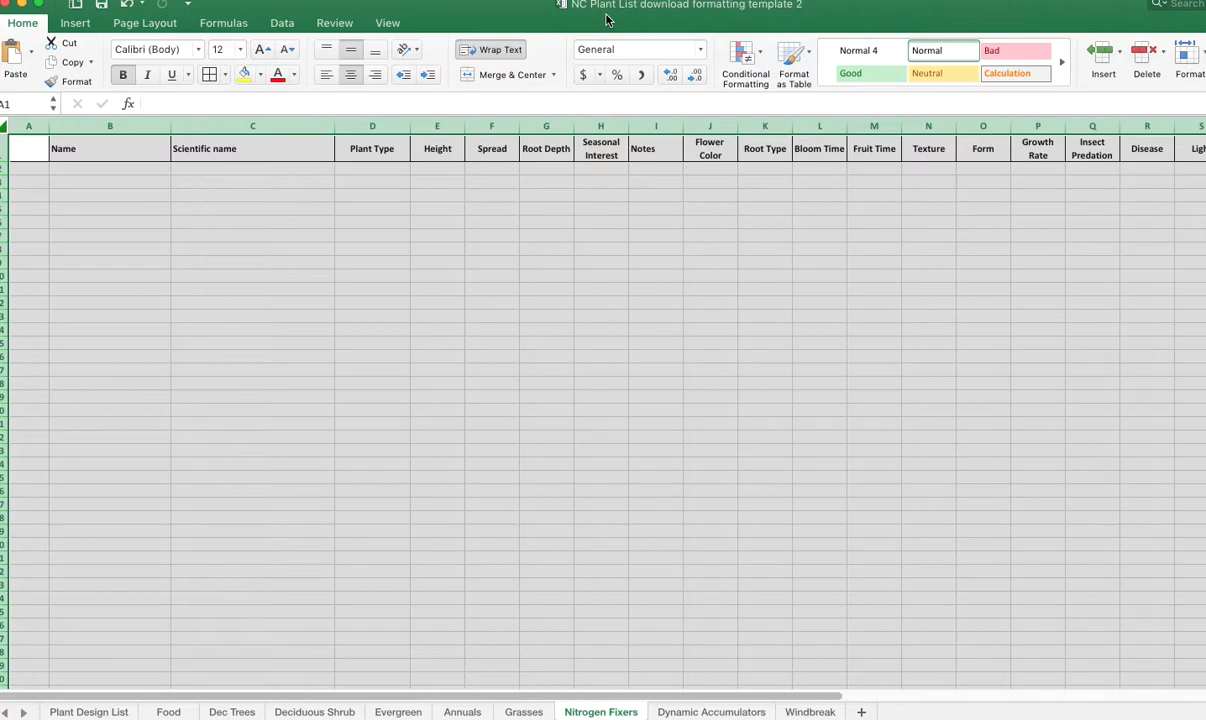 NC Plant List download formatting template 2
Search
Home Insert Page Layout Formulas Data Review View
Paste
Cut
Copy
Format
Calibri (Body) 12
B I U
Wrap Text
Merge & Center
General
$ %
Conditional Formatting
Format as Table
Normal 4 Normal Bad
Good Neutral Calculation
Insert Delete Format
A1 fx
A B C D E F G H I J K L M N O P Q R S
Name Scientific name Plant Type Height Spread Root Depth Seasonal Interest Notes Flower Color Root Type Bloom Time Fruit Time Texture Form Growth Rate Insect Predation Disease Ligh
Plant Design List Food Dec Trees Deciduous Shrub Evergreen Annuals Grasses Nitrogen Fixers Dynamic Accumulators Windbreak +